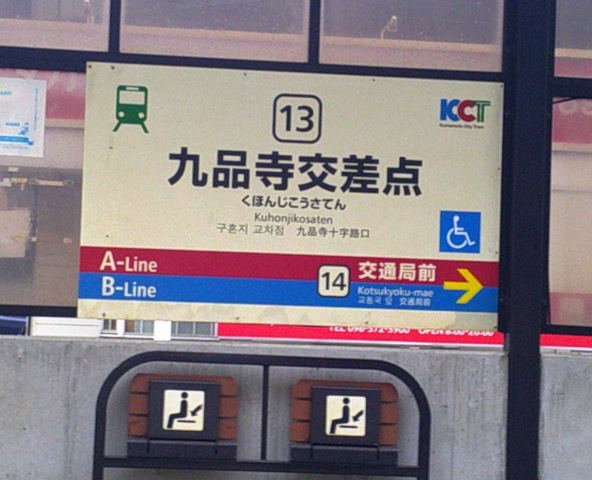 13
KCT
Kumamoto City Tram
九品寺交差点
くほんじこうさてん
Kuhonjikosaten
구혼지 교차점 九品寺十字路口
A-Line
B-Line
14
交通局前
Kotsukyoku-mae
교통국 앞 交通局前